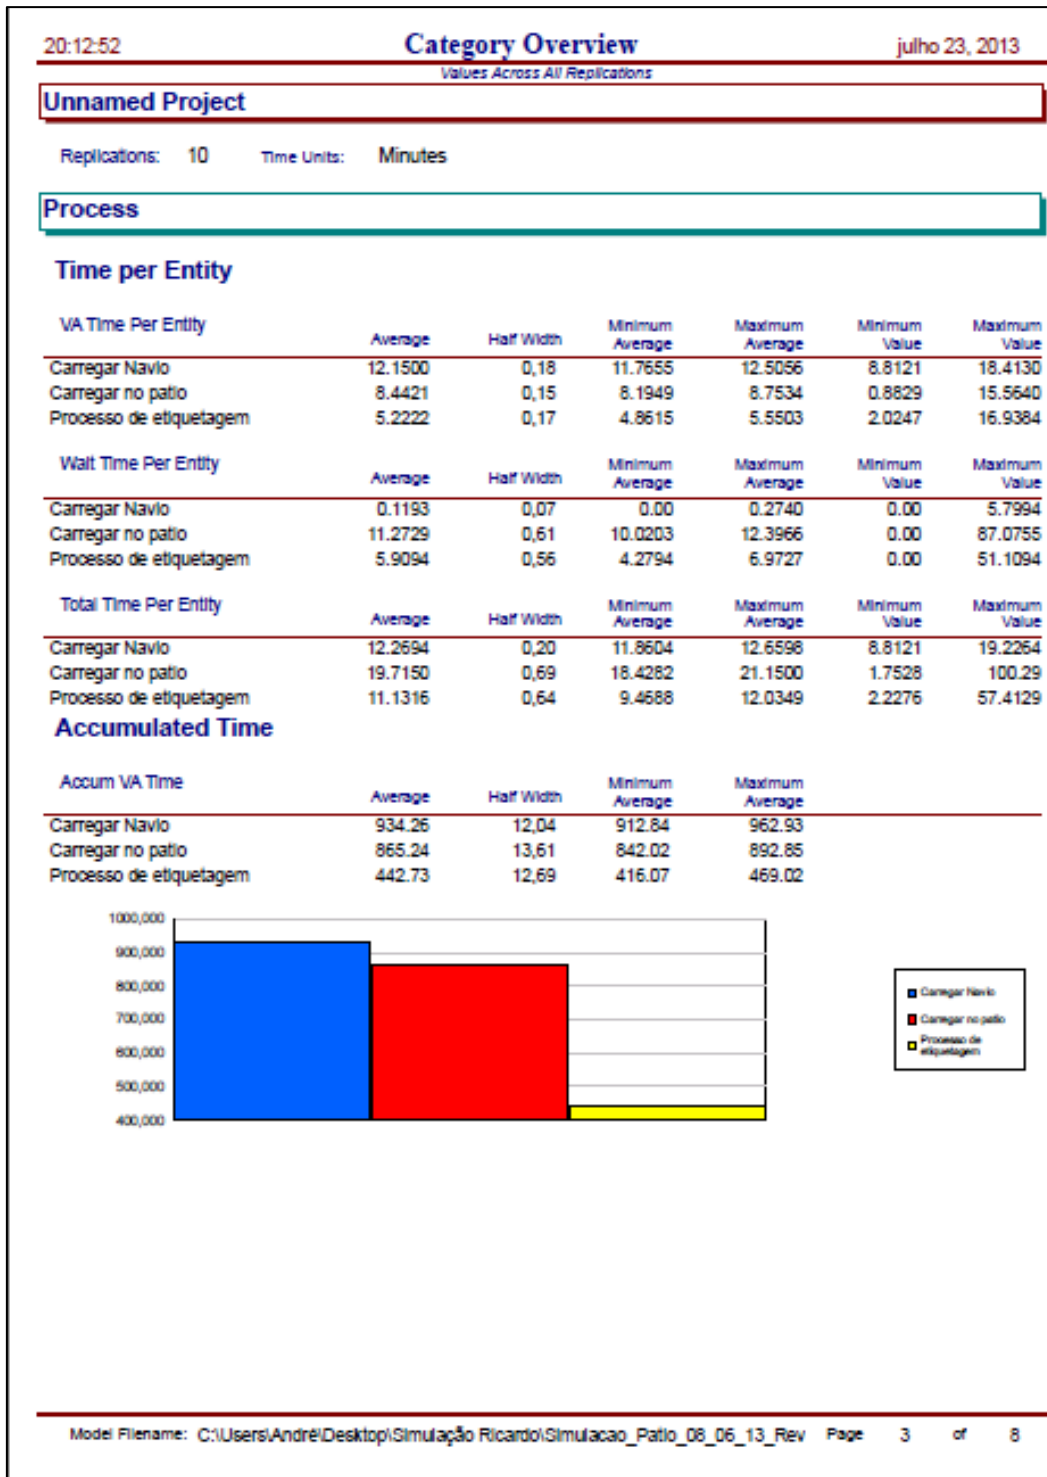 20:12:52 Category Overview julho 23, 2013
Values Across All Replications
Unnamed Project
Replications: 10 Time Units: Minutes
Process
Time per Entity
VA Time Per Entity Average Half Width Minimum Average Maximum Average Minimum Value Maximum Value
Carregar Navio 12.1500 0,18 11.7655 12.5056 8.8121 18.4130
Carregar no patio 8.4421 0,15 8.1949 8.7534 0.8829 15.5640
Processo de etiquetagem 5.2222 0,17 4.8615 5.5503 2.0247 16.9384
Wait Time Per Entity Average Half Width Minimum Average Maximum Average Minimum Value Maximum Value
Carregar Navio 0.1193 0,07 0.00 0.2740 0.00 5.7994
Carregar no patio 11.2729 0,61 10.0203 12.3966 0.00 87.0755
Processo de etiquetagem 5.9094 0,56 4.2794 6.9727 0.00 51.1094
Total Time Per Entity Average Half Width Minimum Average Maximum Average Minimum Value Maximum Value
Carregar Navio 12.2694 0,20 11.8604 12.6598 8.8121 19.2264
Carregar no patio 19.7150 0,69 18.4282 21.1500 1.7528 100.29
Processo de etiquetagem 11.1316 0,64 9.4688 12.0349 2.2276 57.4129
Accumulated Time
Accum VA Time Average Half Width Minimum Average Maximum Average
Carregar Navio 934.26 12,04 912.84 962.93
Carregar no patio 865.24 13,61 842.02 892.85
Processo de etiquetagem 442.73 12,69 416.07 469.02
1000,000
900,000
800,000
700,000
600,000
500,000
400,000
Carregar Navio
Carregar no patio
Processo de
etiquetagem
Model Filename: C:\Users\André\Desktop\Simulação Ricardo\Simulacao_Patio_08_06_13_Rev Page 3 of 8